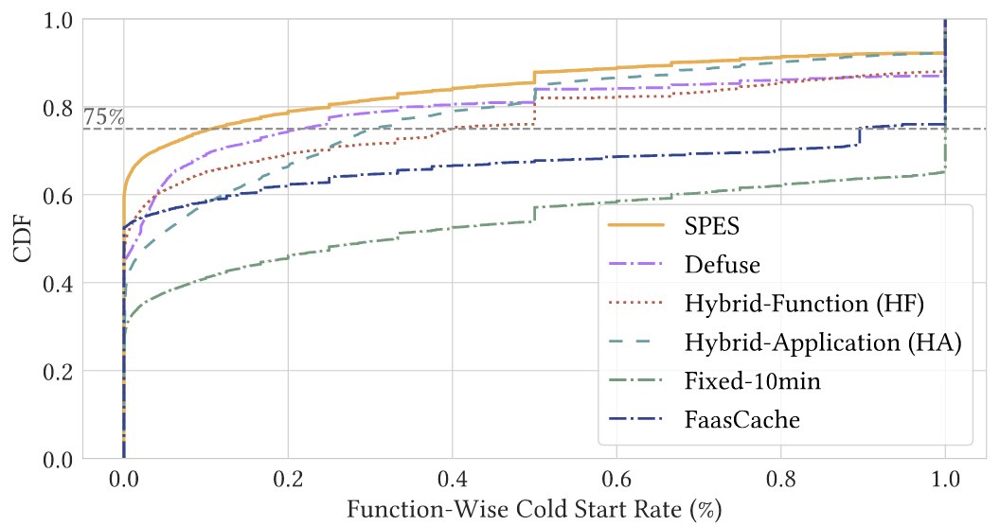 1.0
0.8
75%
0.6
0.4
0.2
0.0
CDF
0.0 0.2 0.4 0.6 0.8 1.0
Function-Wise Cold Start Rate (%)
SPES
Defuse
Hybrid-Function (HF)
Hybrid-Application (HA)
Fixed-10min
FaasCache